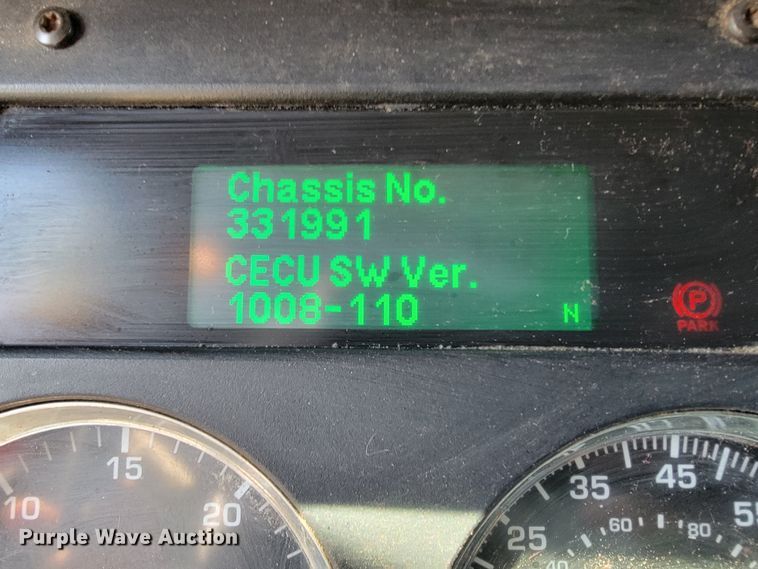 Chassis No.
331991
CECU SW Ver.
1008-110
N
P
PARK
10
15
20
25
35
45
55
40
60
80
Purple Wave Auction